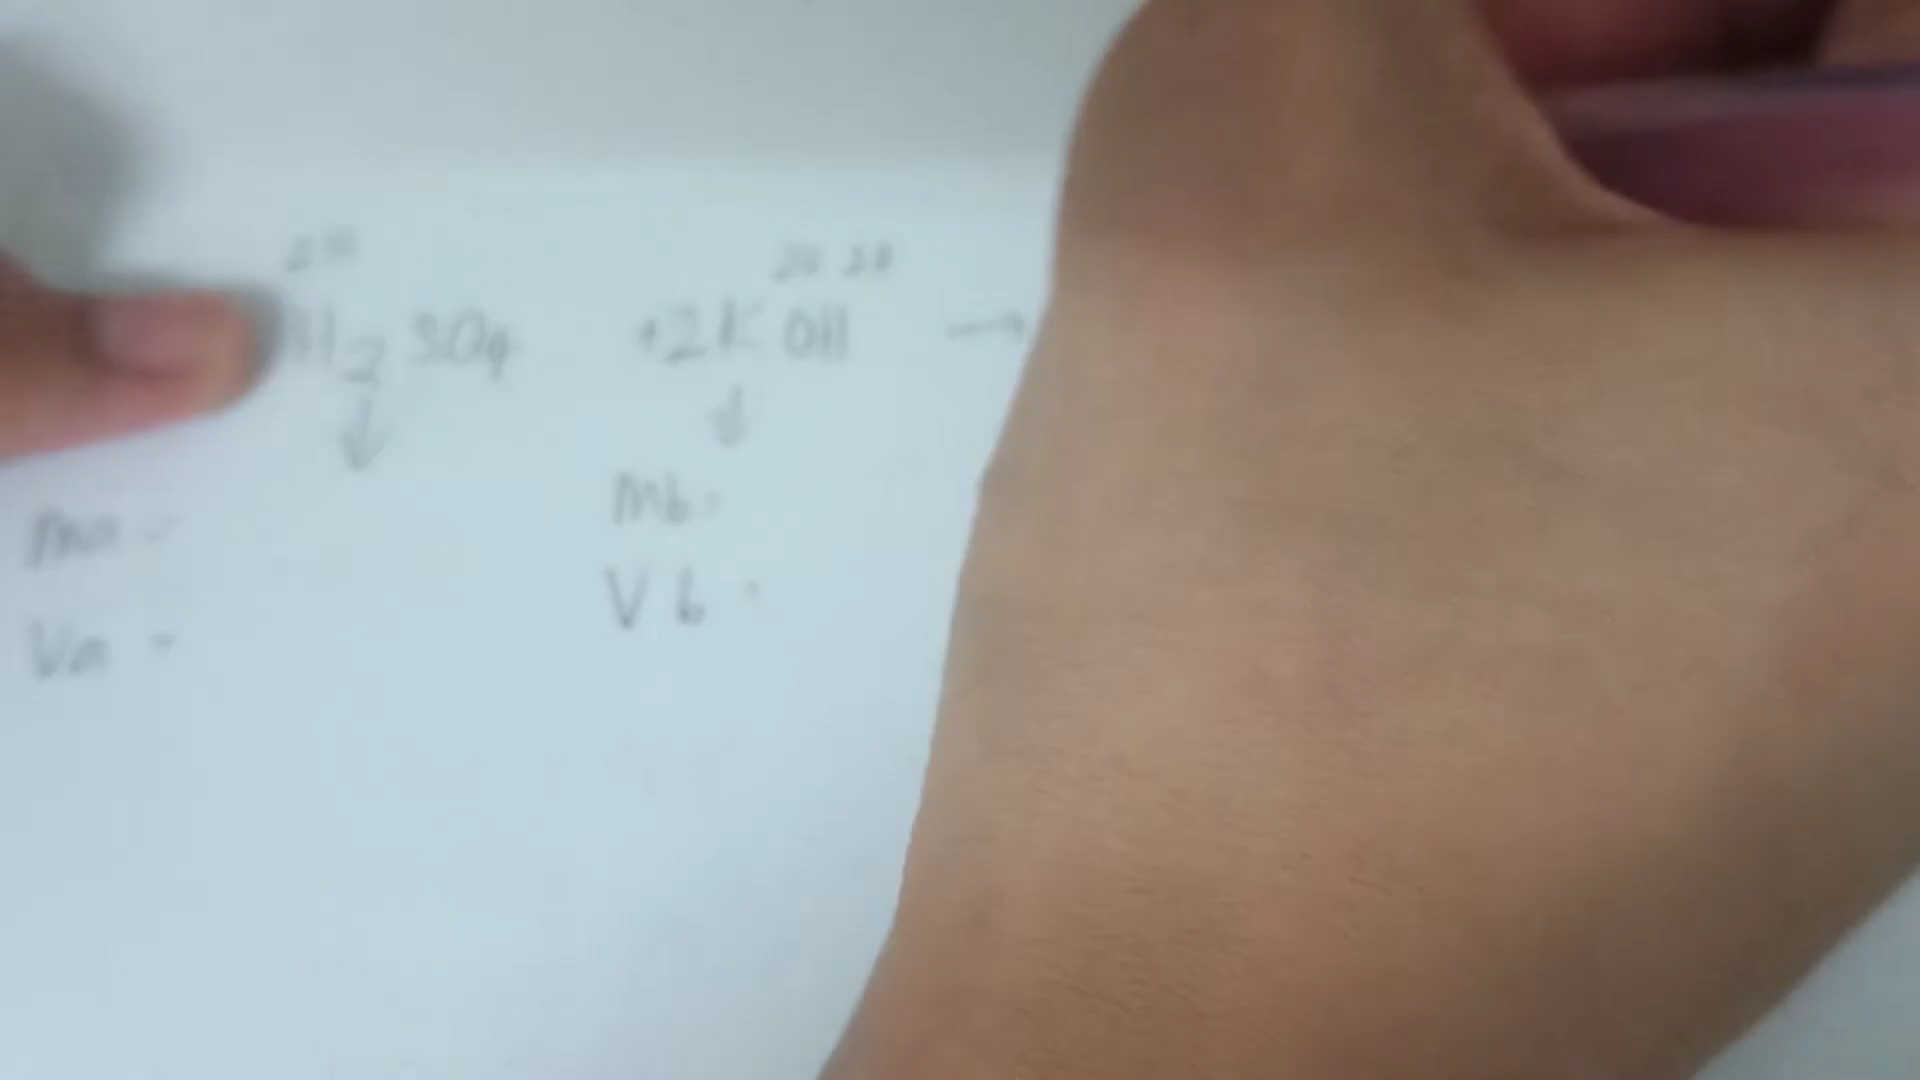 H2SO4 +2KOH →
↓ ↓
Ma = Mb =
Va = Vb =